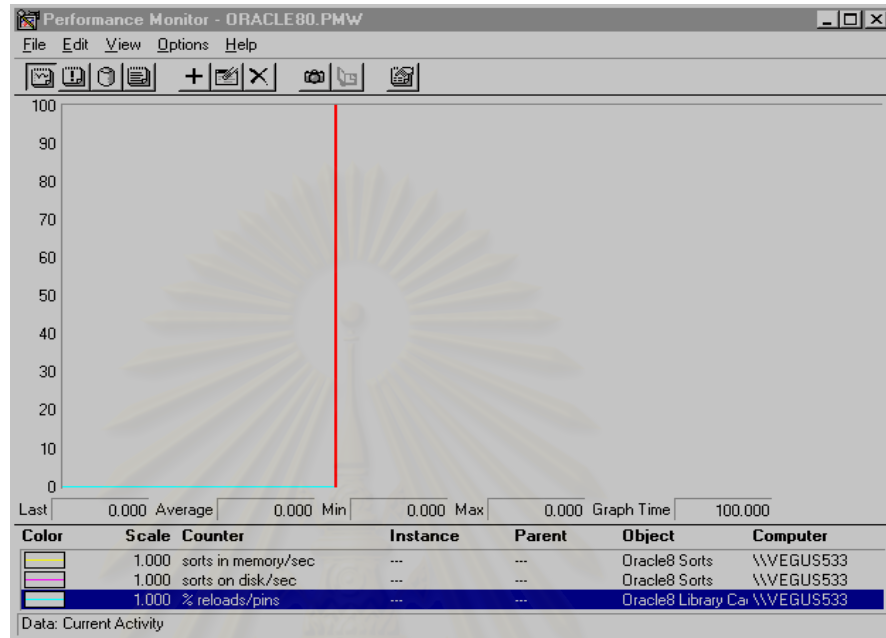 Performance Monitor - ORACLE80.PMW
File Edit View Options Help
100
90
80
70
60
50
40
30
20
10
0
Last 0.000 Average 0.000 Min 0.000 Max 0.000 Graph Time 100.000
Color Scale Counter Instance Parent Object Computer
1.000 sorts in memory/sec --- --- Oracle8 Sorts \\VEGUS533
1.000 sorts on disk/sec --- --- Oracle8 Sorts \\VEGUS533
1.000 % reloads/pins --- --- Oracle8 Library Ca \\VEGUS533
Data: Current Activity